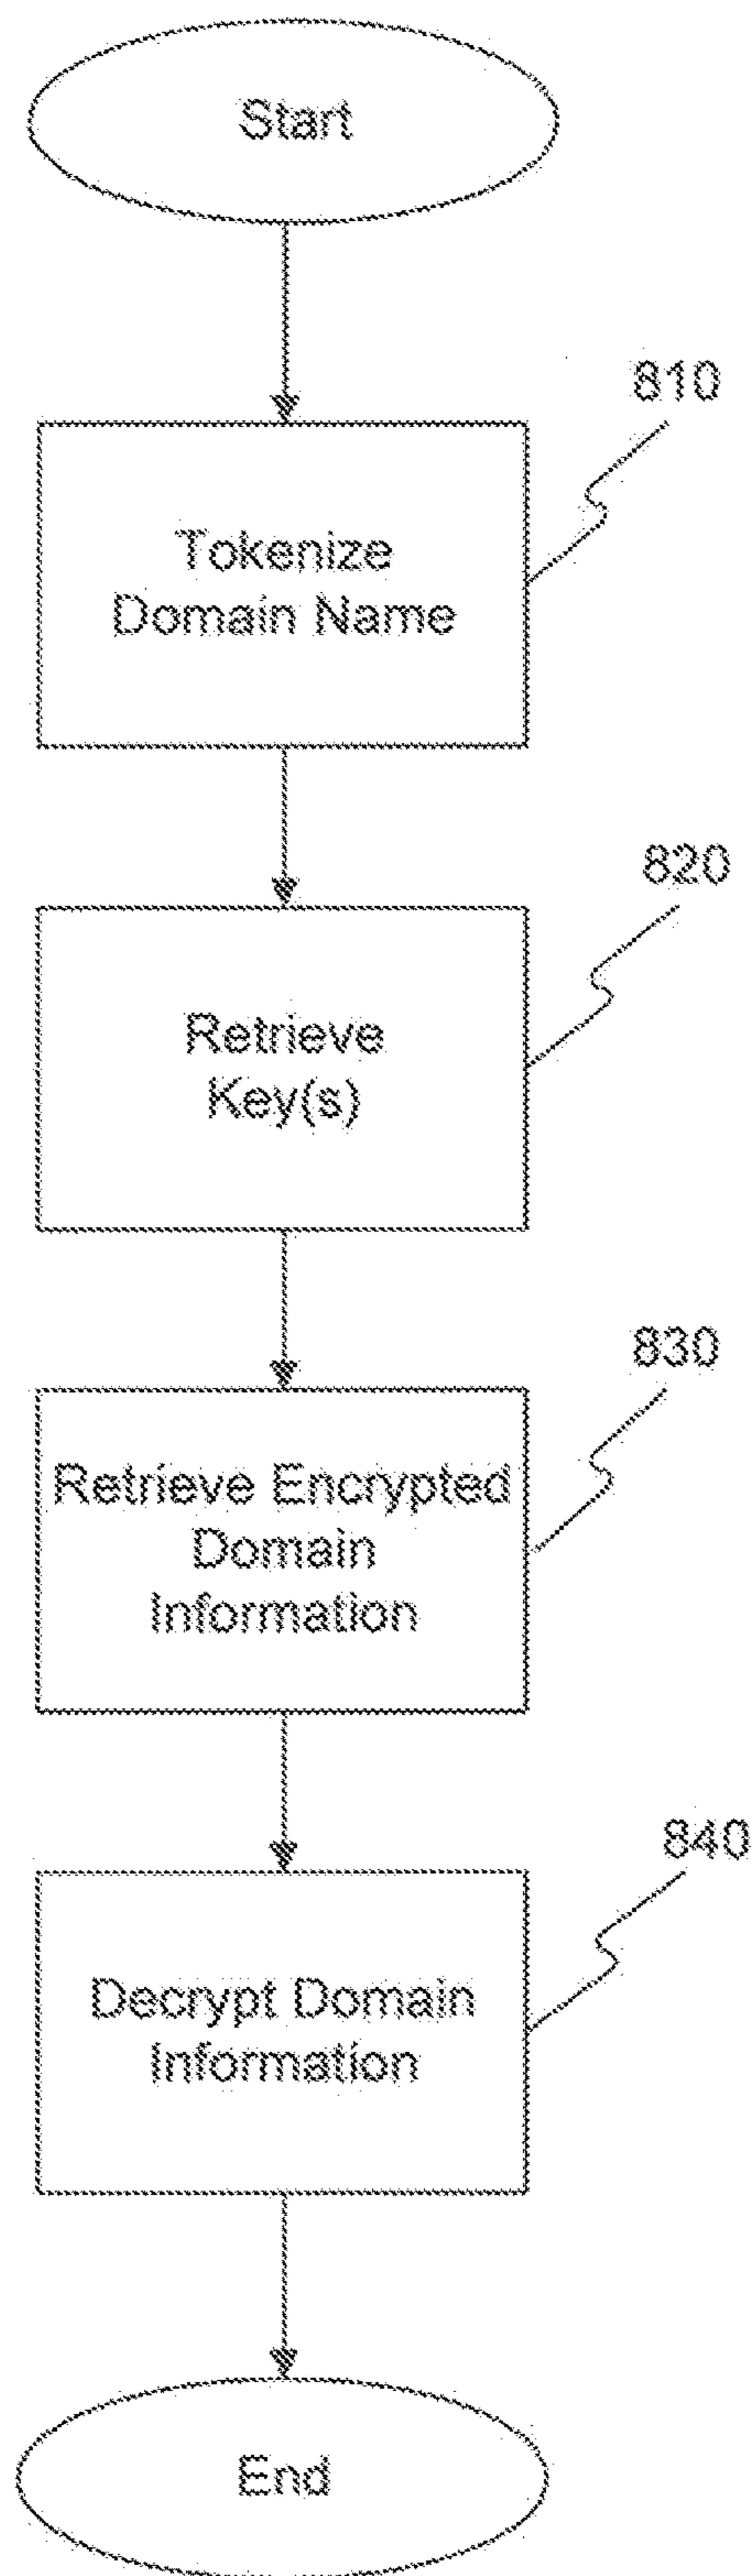 Start
810
Tokenize
Domain Name
820
Retrieve
Key(s)
830
Retrieve Encrypted
Domain
Information
840
Decrypt Domain
Information
End